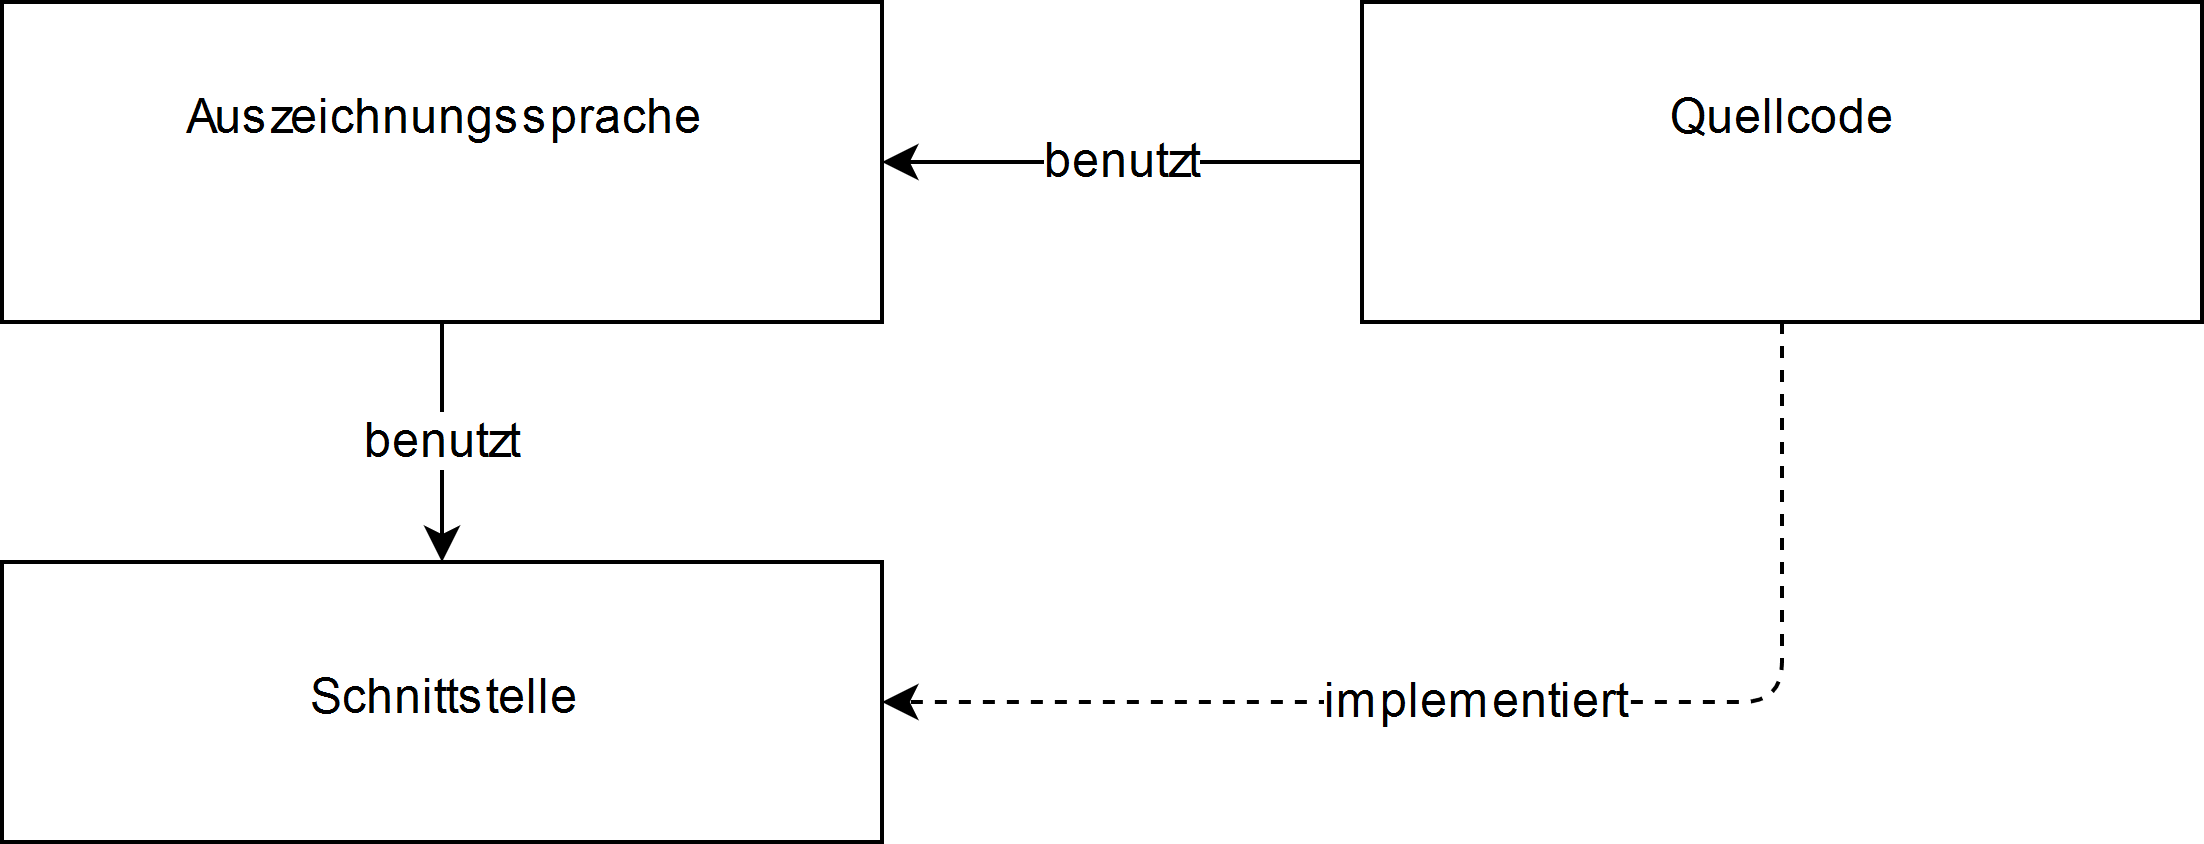 Auszeichnungssprache
Quellcode
benutzt
benutzt
Schnittstelle
implementiert